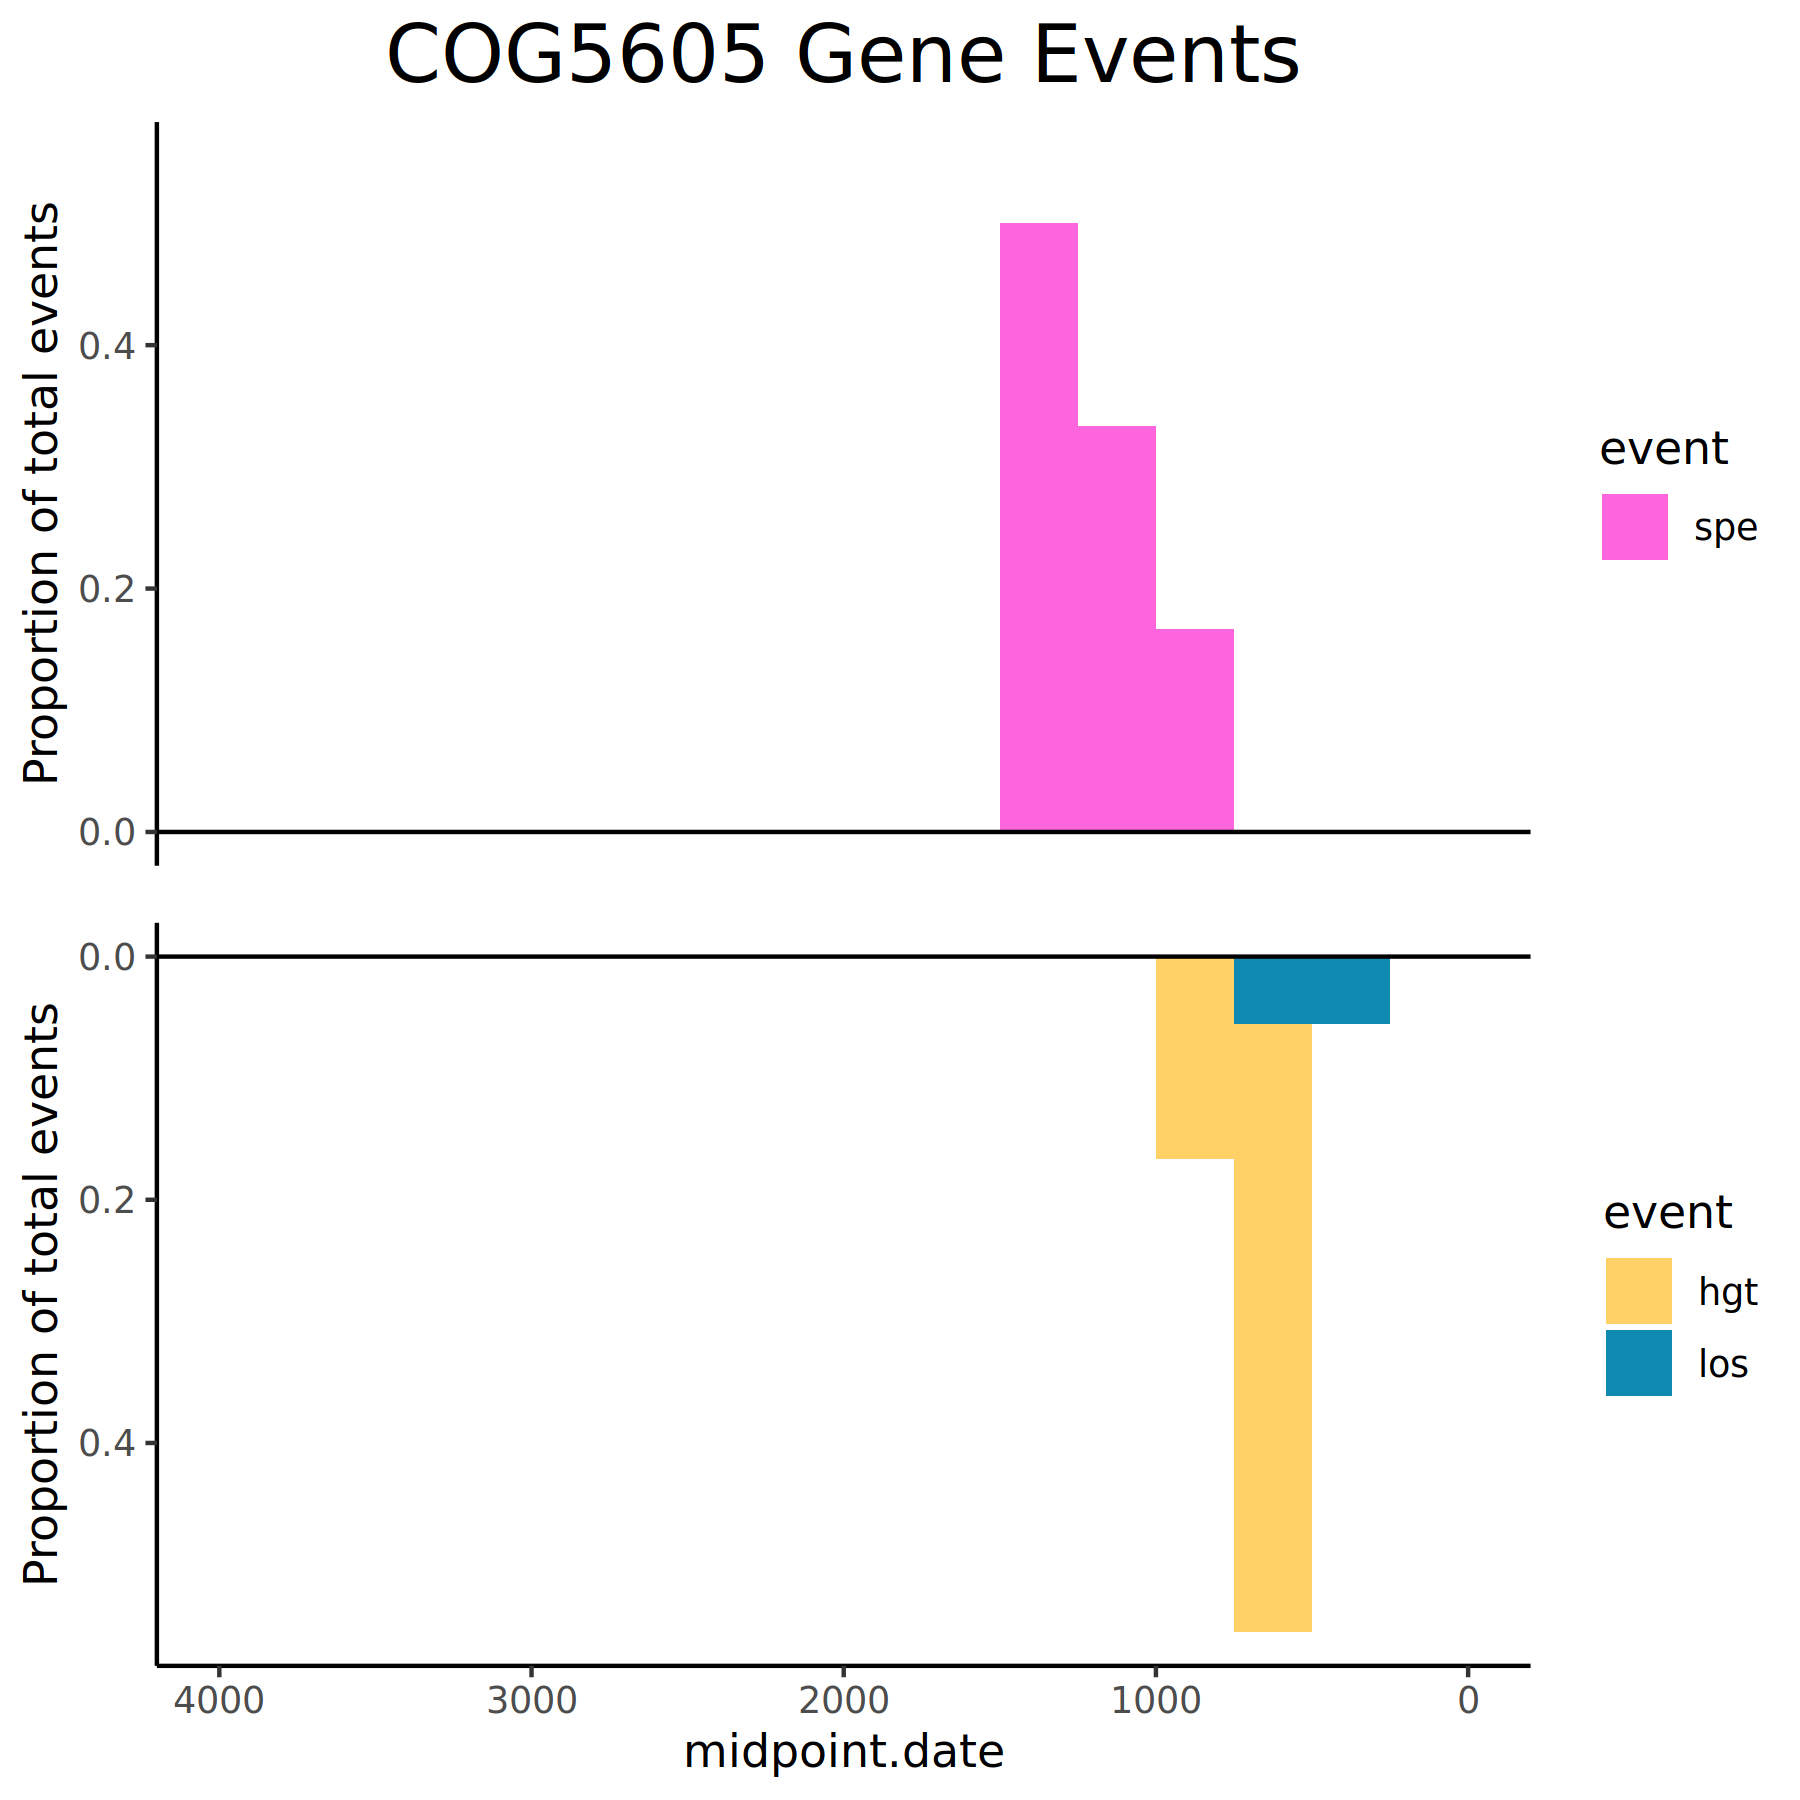 COG5605 Gene Events
Proportion of total events
0.4
0.2
0.0
event
spe
Proportion of total events
0.0
0.2
0.4
event
hgt
los
4000 3000 2000 1000 0
midpoint.date